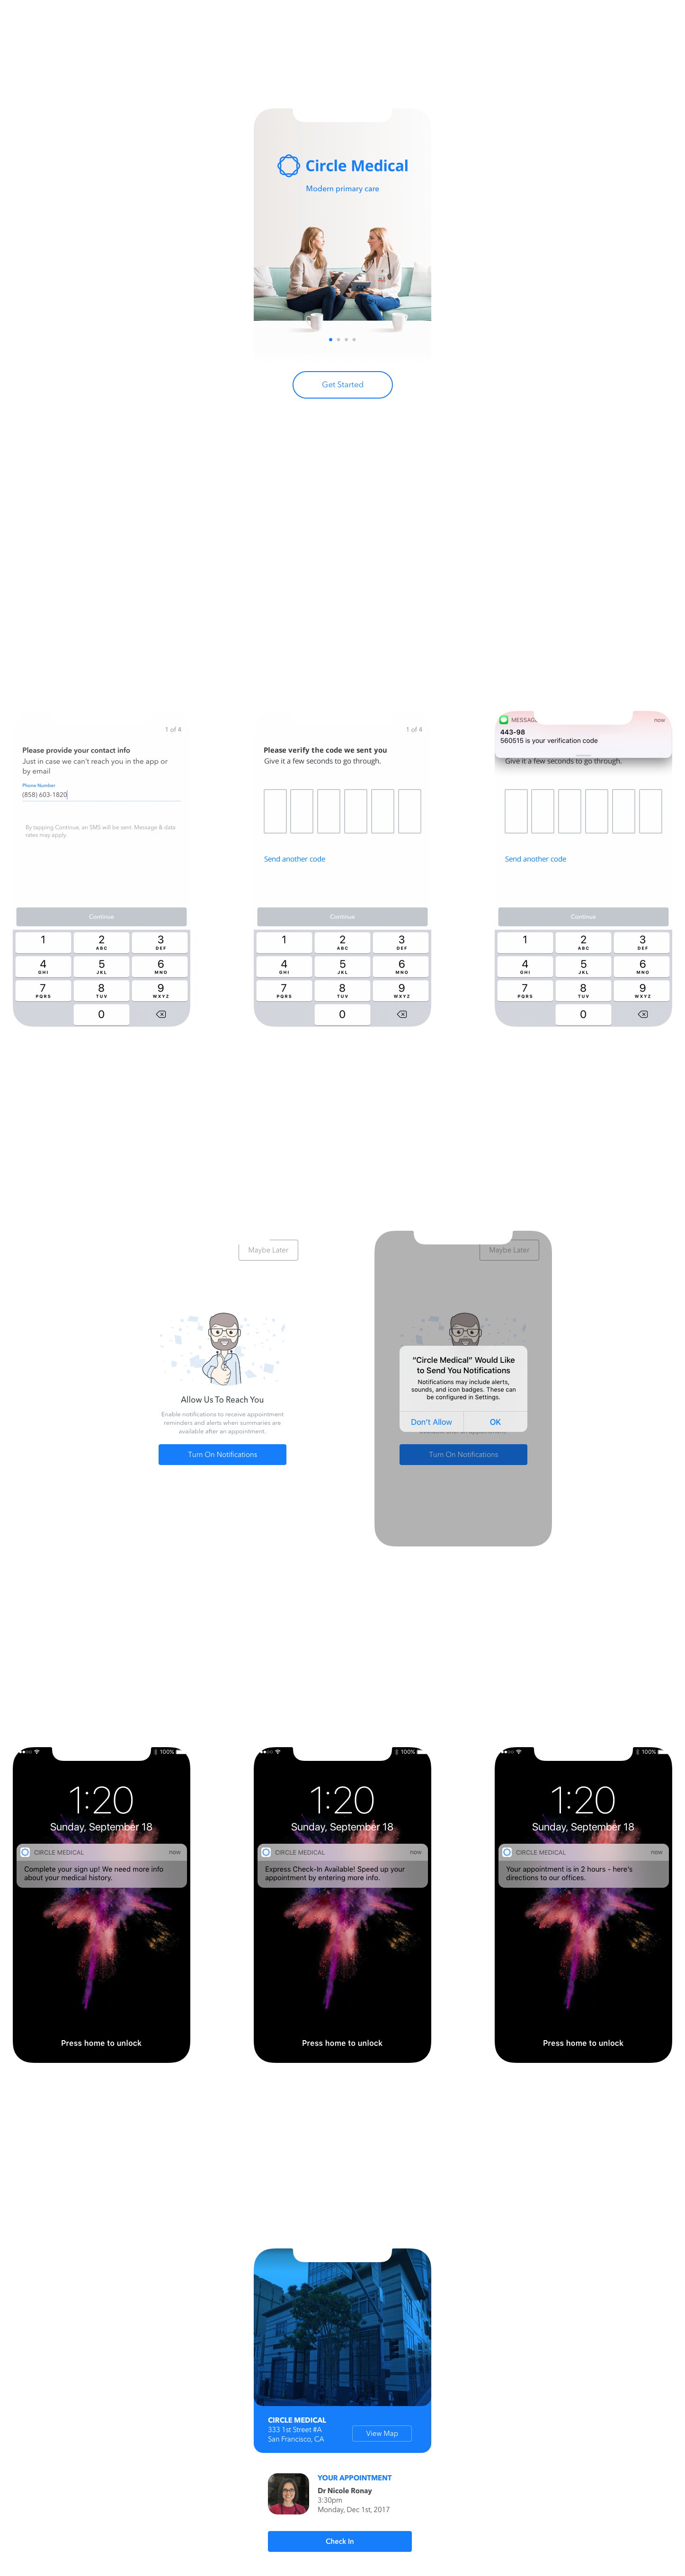 Circle Medical
Modern primary care
Get Started
1 of 4
Please provide your contact info
Just in case we can't reach you in the app or
by email
Phone Number
(858) 603-1820
By tapping Continue, an SMS will be sent. Message & data
rates may apply.
Continue
1
2
ABC
3
DEF
4
GHI
5
JKL
6
MNO
7
PQRS
8
TUV
9
WXYZ
0
1 of 4
Please verify the code we sent you
Give it a few seconds to go through.
Send another code
Continue
1
2
ABC
3
DEF
4
GHI
5
JKL
6
MNO
7
PQRS
8
TUV
9
WXYZ
0
MESSAG
now
443-98
560515 is your verification code
Give it a few seconds to go through.
Send another code
Continue
1
2
ABC
3
DEF
4
GHI
5
JKL
6
MNO
7
PQRS
8
TUV
9
WXYZ
0
Maybe Later
Allow Us To Reach You
Enable notifications to receive appointment
reminders and alerts when summaries are
available after an appointment.
Turn On Notifications
Maybe Later
"Circle Medical" Would Like
to Send You Notifications
Notifications may include alerts,
sounds, and icon badges. These can
be configured in Settings.
Don't Allow
OK
Turn On Notifications
100%
1:20
Sunday, September 18
CIRCLE MEDICAL
now
Complete your sign up! We need more info
about your medical history.
Press home to unlock
100%
1:20
Sunday, September 18
CIRCLE MEDICAL
now
Express Check-In Available! Speed up your
appointment by entering more info.
Press home to unlock
100%
1:20
Sunday, September 18
CIRCLE MEDICAL
now
Your appointment is in 2 hours - here's
directions to our offices.
Press home to unlock
CIRCLE MEDICAL
333 1st Street #A
San Francisco, CA
View Map
YOUR APPOINTMENT
Dr Nicole Ronay
3:30pm
Monday, Dec 1st, 2017
Check In